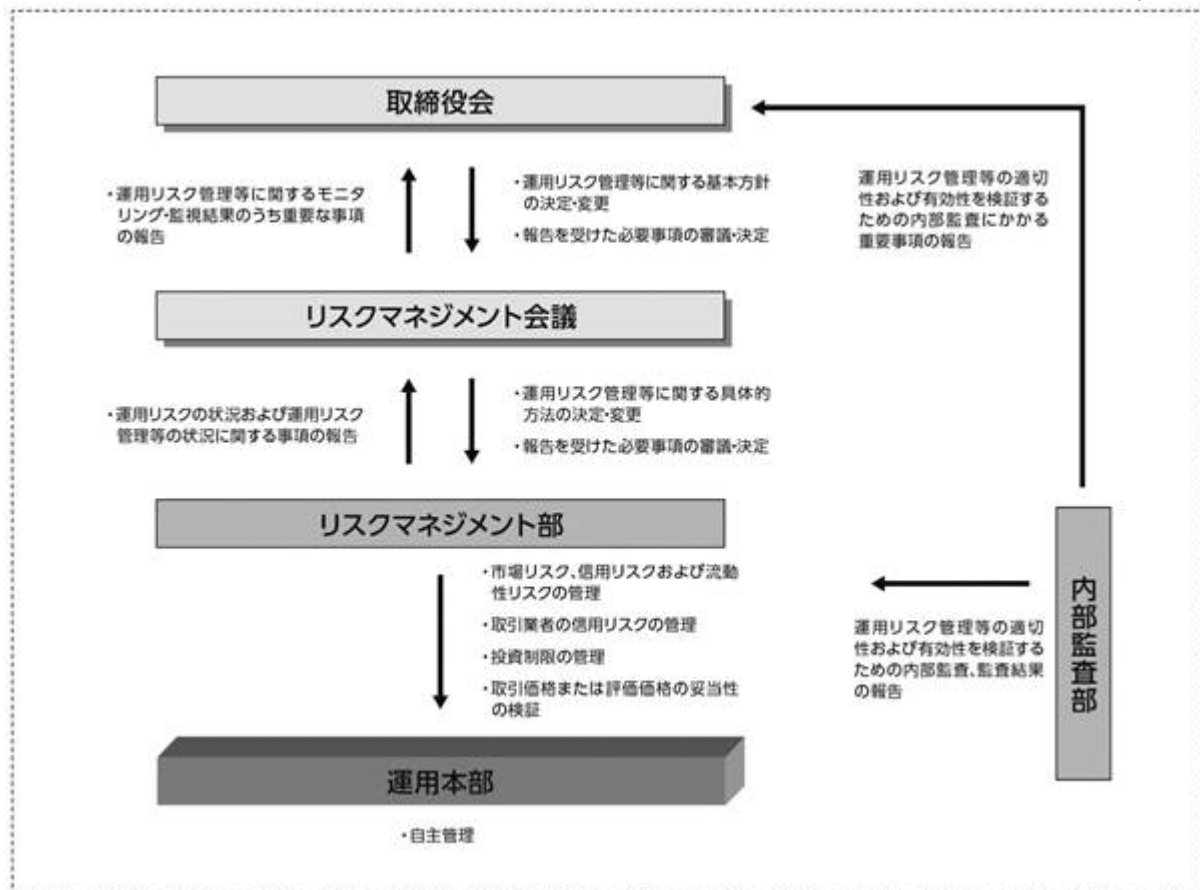 取締役会
・運用リスク管理等に関するモニタ
リング・監視結果のうち重要な事項
の報告
・運用リスク管理等に関する基本方針
の決定・変更
・報告を受けた必要事項の審議・決定
運用リスク管理等の適切
性および有効性を検証する
ための内部監査にかかる
重要事項の報告
リスクマネジメント会議
・運用リスクの状況および運用リスク
管理等の状況に関する事項の報告
・運用リスク管理等に関する具体的
方法の決定・変更
・報告を受けた必要事項の審議・決定
リスクマネジメント部
・市場リスク、信用リスクおよび流動
性リスクの管理
・取引業者の信用リスクの管理
・投資制限の管理
・取引価格または評価価格の妥当性
の検証
運用リスク管理等の適切
性および有効性を検証する
ための内部監査、監査結果
の報告
内部監査部
運用本部
・自主管理